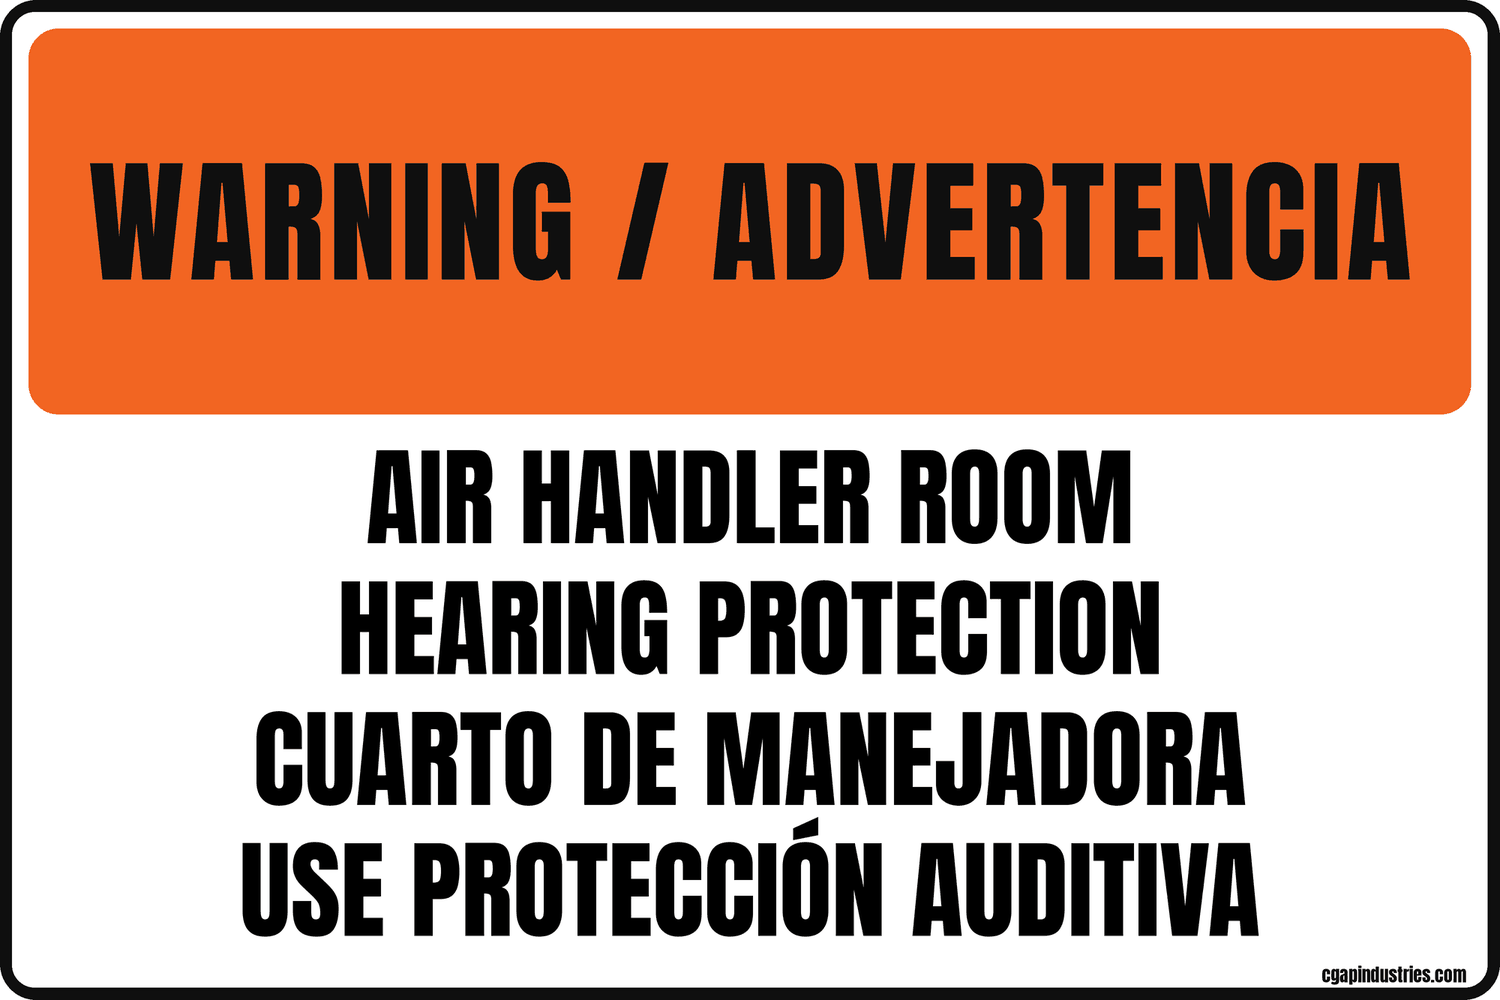 WARNING / ADVERTENCIA
AIR HANDLER ROOM
HEARING PROTECTION
CUARTO DE MANEJADORA
USE PROTECCIÓN AUDITIVA
cgapindustries.com